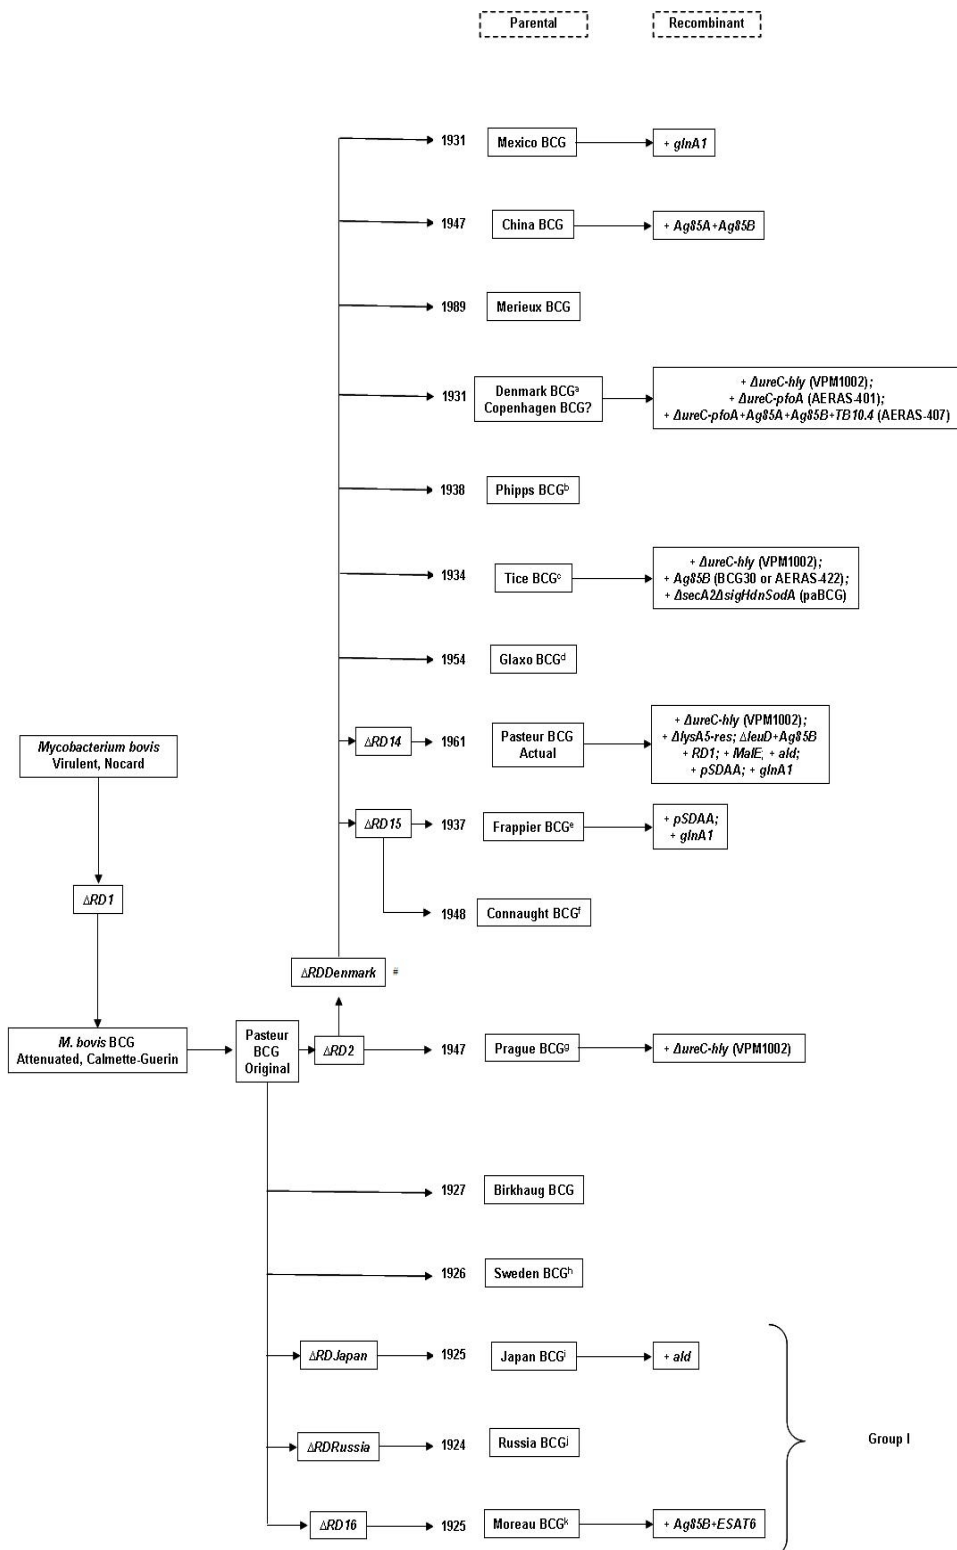 Parental
Recombinant
1931
Mexico BCG
+ glnA1
1947
China BCG
+ Ag85A+Ag85B
1989
Merieux BCG
1931
Denmark BCGᵃ
Copenhagen BCG?
+ ΔureC-hly (VPM1002);
+ ΔureC-pfoA (AERAS-401);
+ ΔureC-pfoA+Ag85A+Ag85B+TB10.4 (AERAS-407)
1938
Phipps BCGᵇ
1934
Tice BCGᶜ
+ ΔureC-hly (VPM1002);
+ Ag85B (BCG30 or AERAS-422);
+ ΔsecA2ΔsigHdnSodA (paBCG)
1954
Glaxo BCGᵈ
ΔRD14
1961
Pasteur BCG
Actual
+ ΔureC-hly (VPM1002);
+ ΔlysA5-res; ΔleuD+Ag85B
+ RD1; + MalE; + ald;
+ pSDAA; + glnA1
Mycobacterium bovis
Virulent, Nocard
ΔRD15
1937
Frappier BCGᵉ
+ pSDAA;
+ glnA1
ΔRD1
1948
Connaught BCGᶠ
ΔRDDenmark #
M. bovis BCG
Attenuated, Calmette-Guerin
Pasteur
BCG
Original
ΔRD2
1947
Prague BCGᵍ
+ ΔureC-hly (VPM1002)
1927
Birkhaug BCG
1926
Sweden BCGʰ
ΔRDJapan
1925
Japan BCGⁱ
+ ald
ΔRDRussia
1924
Russia BCGʲ
Group I
ΔRD16
1925
Moreau BCGᵏ
+ Ag85B+ESAT6